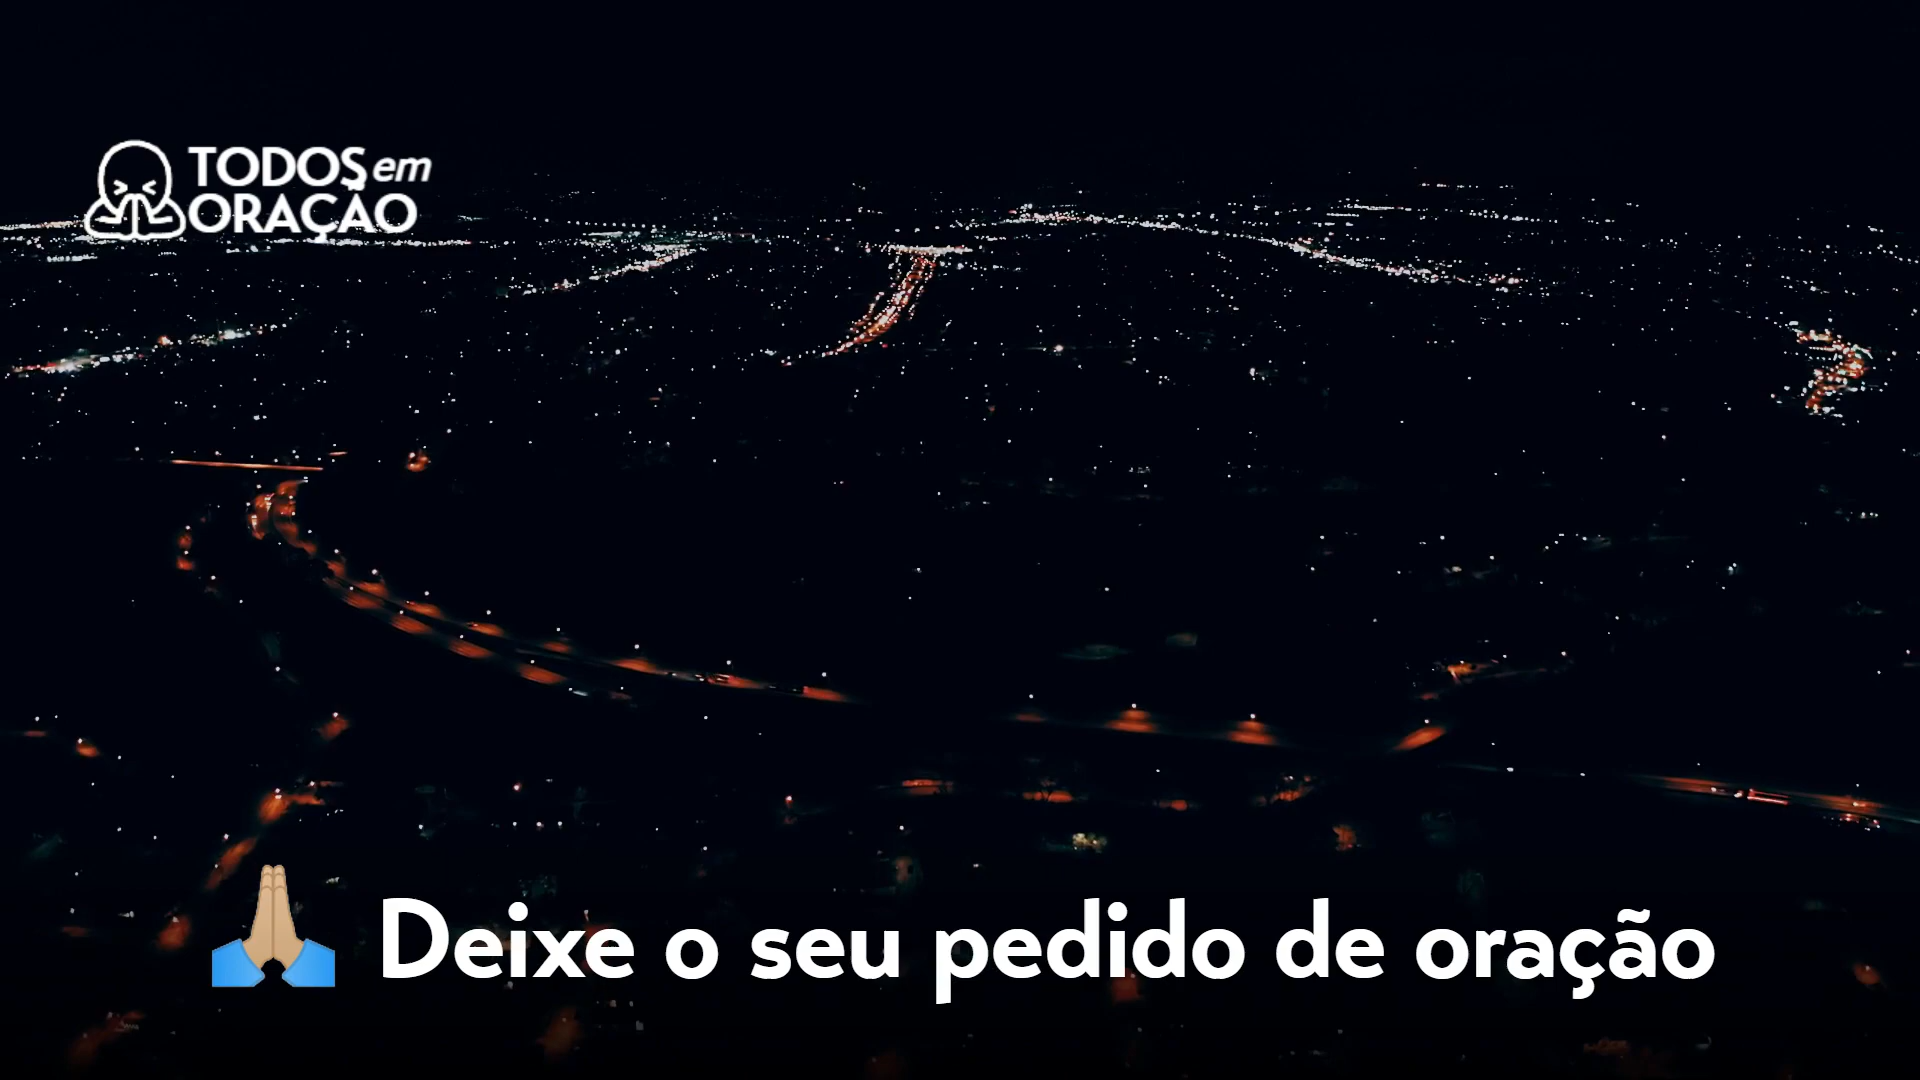 TODOS em
ORAÇÃO
🙏🏼 Deixe o seu pedido de oração